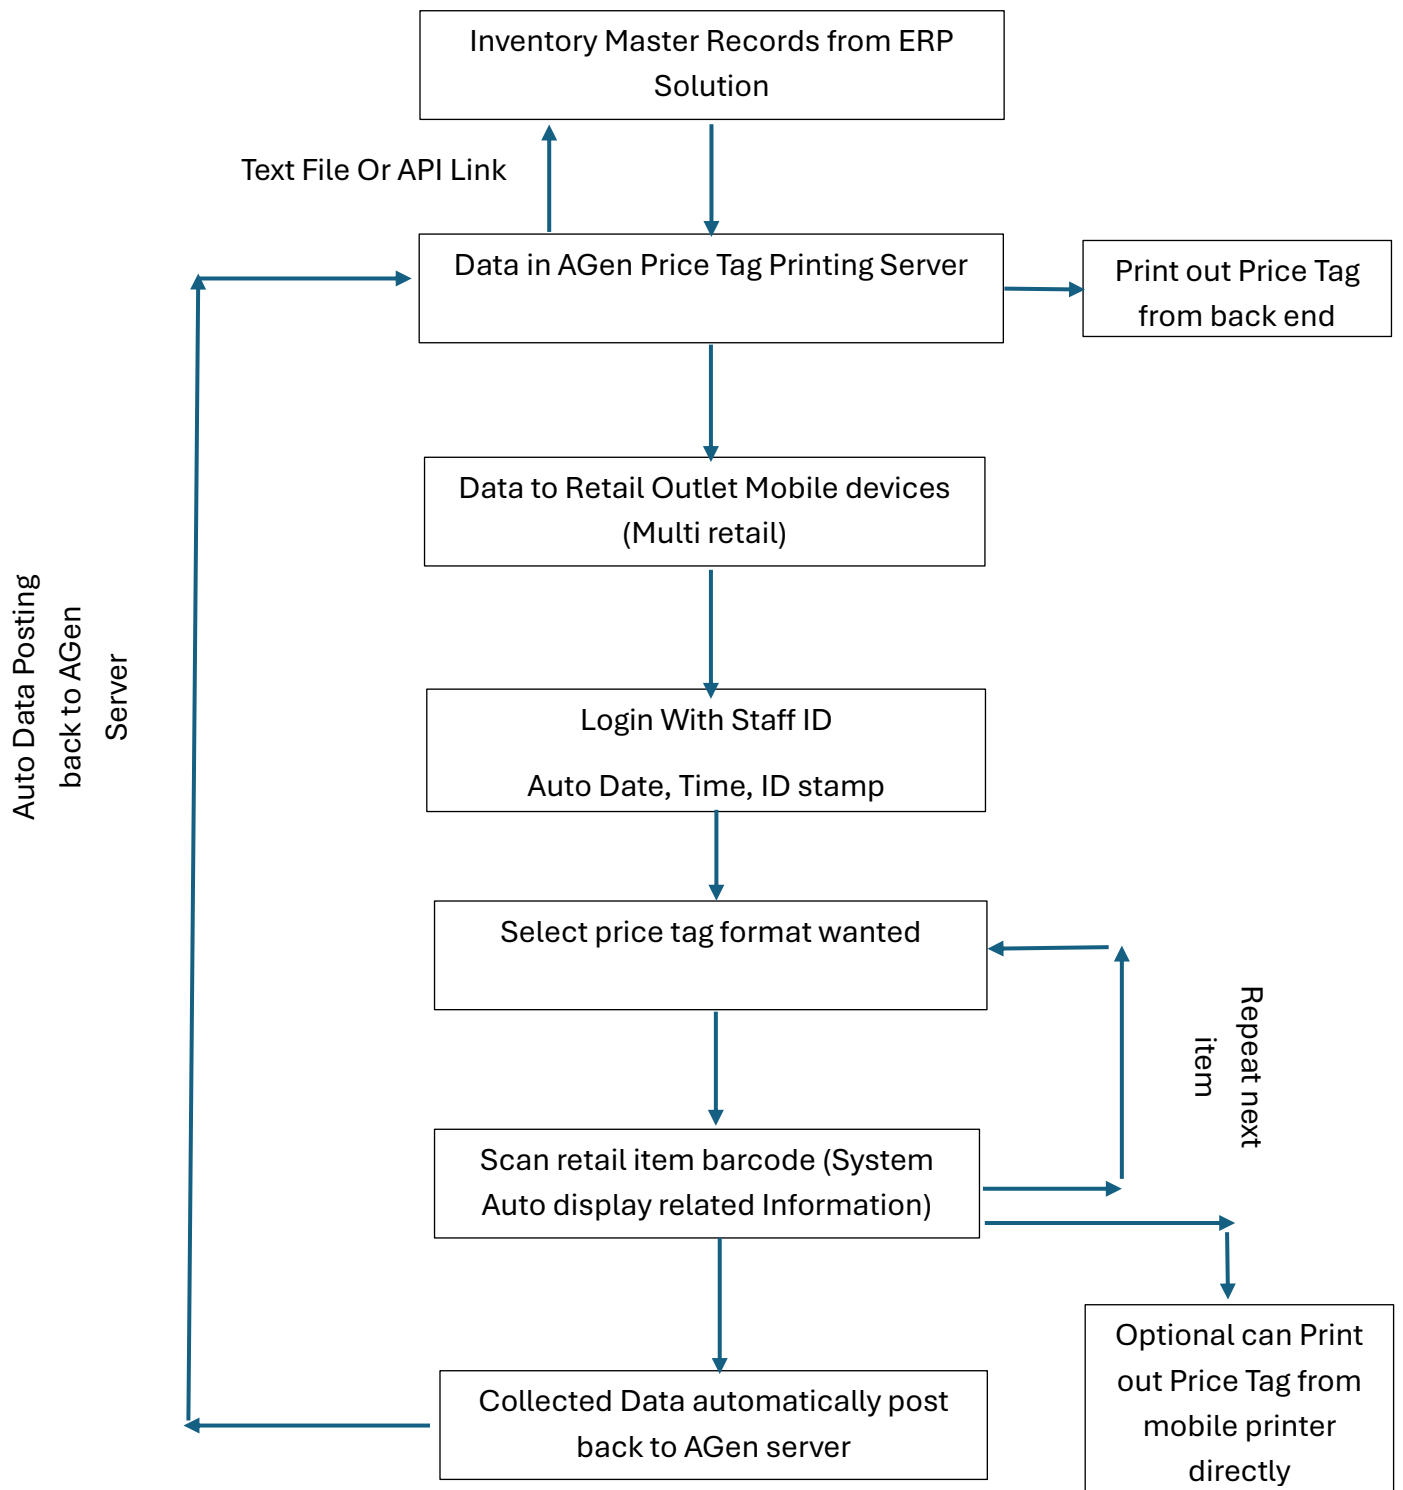 Inventory Master Records from ERP
Solution
Text File Or API Link
Data in AGen Price Tag Printing Server
Print out Price Tag
from back end
Data to Retail Outlet Mobile devices
(Multi retail)
Auto Data Posting
back to AGen
Server
Login With Staff ID
Auto Date, Time, ID stamp
Select price tag format wanted
Repeat next
item
Scan retail item barcode (System
Auto display related Information)
Optional can Print
out Price Tag from
mobile printer
directly
Collected Data automatically post
back to AGen server